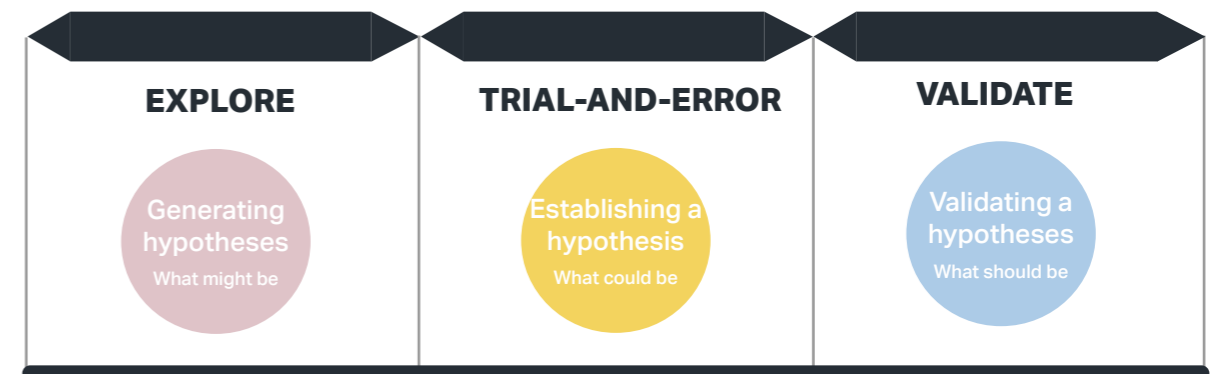 EXPLORE
Generating
hypotheses
What might be
TRIAL-AND-ERROR
Establishing a
hypothesis
What could be
VALIDATE
Validating a
hypotheses
What should be